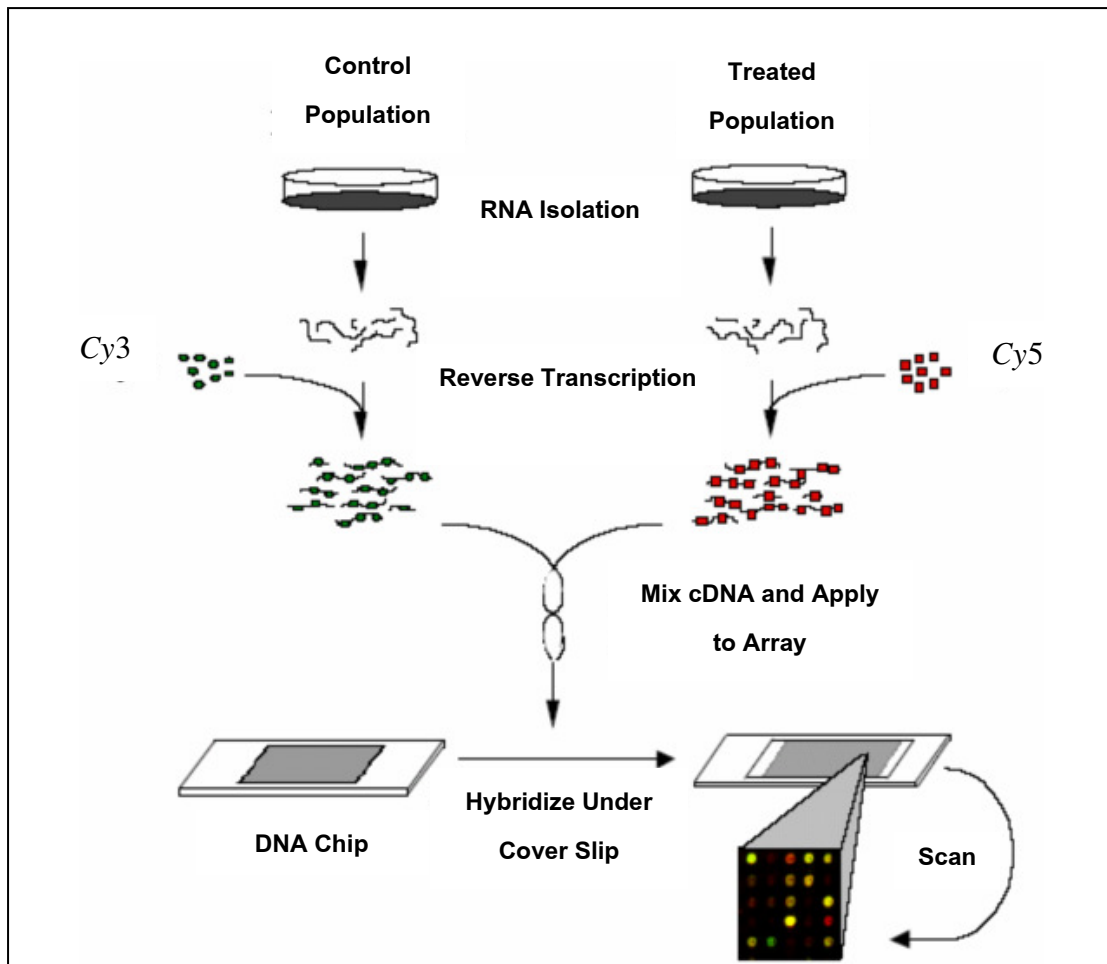 Control
Population
Treated
Population
RNA Isolation
Cy3
Cy5
Reverse Transcription
Mix cDNA and Apply
to Array
Hybridize Under
Cover Slip
DNA Chip
Scan